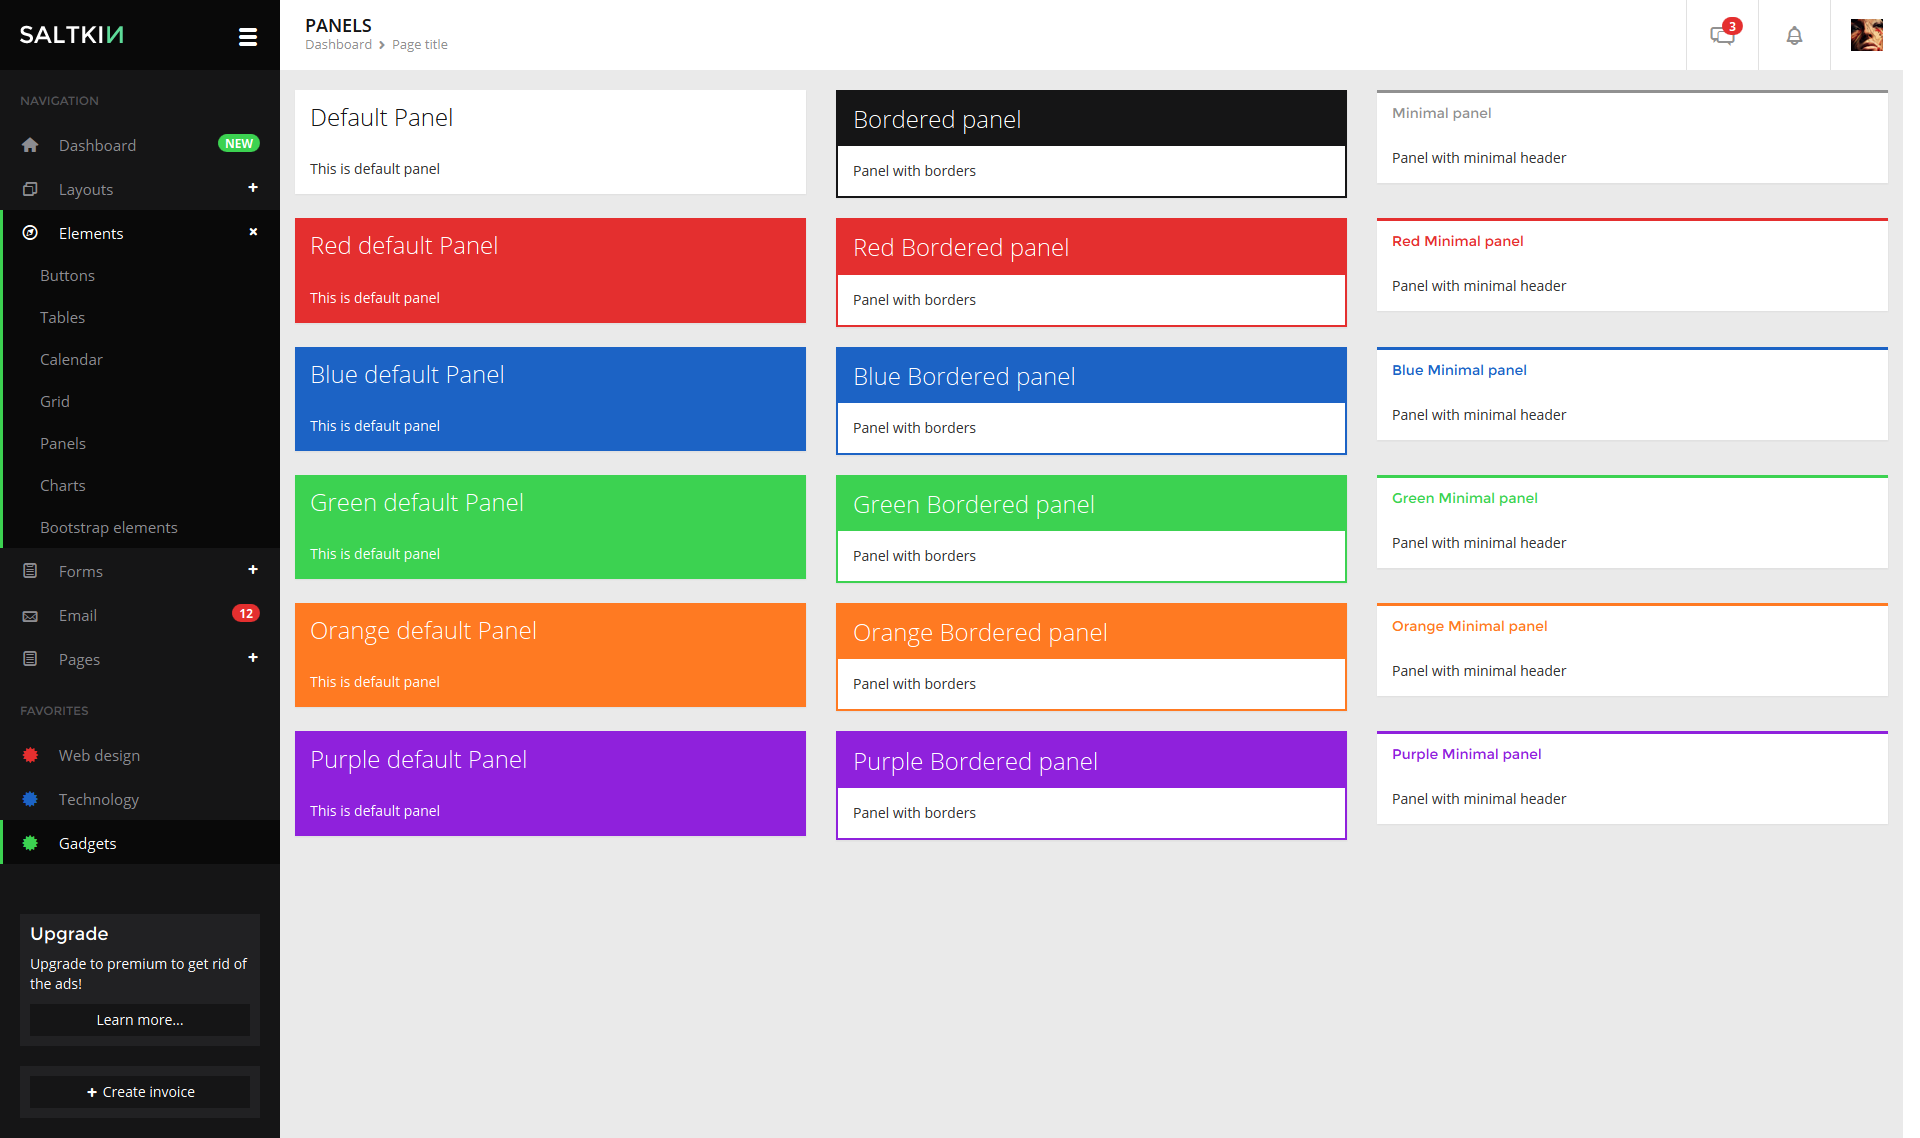 SALTKIN
NAVIGATION
Dashboard NEW
Layouts
Elements
Buttons
Tables
Calendar
Grid
Panels
Charts
Bootstrap elements
Forms
Email 12
Pages
FAVORITES
Web design
Technology
Gadgets
Upgrade
Upgrade to premium to get rid of
the ads!
Learn more...
Create invoice
PANELS
Dashboard Page title
3
Default Panel
This is default panel
Bordered panel
Panel with borders
Minimal panel
Panel with minimal header
Red default Panel
This is default panel
Red Bordered panel
Panel with borders
Red Minimal panel
Panel with minimal header
Blue default Panel
This is default panel
Blue Bordered panel
Panel with borders
Blue Minimal panel
Panel with minimal header
Green default Panel
This is default panel
Green Bordered panel
Panel with borders
Green Minimal panel
Panel with minimal header
Orange default Panel
This is default panel
Orange Bordered panel
Panel with borders
Orange Minimal panel
Panel with minimal header
Purple default Panel
This is default panel
Purple Bordered panel
Panel with borders
Purple Minimal panel
Panel with minimal header